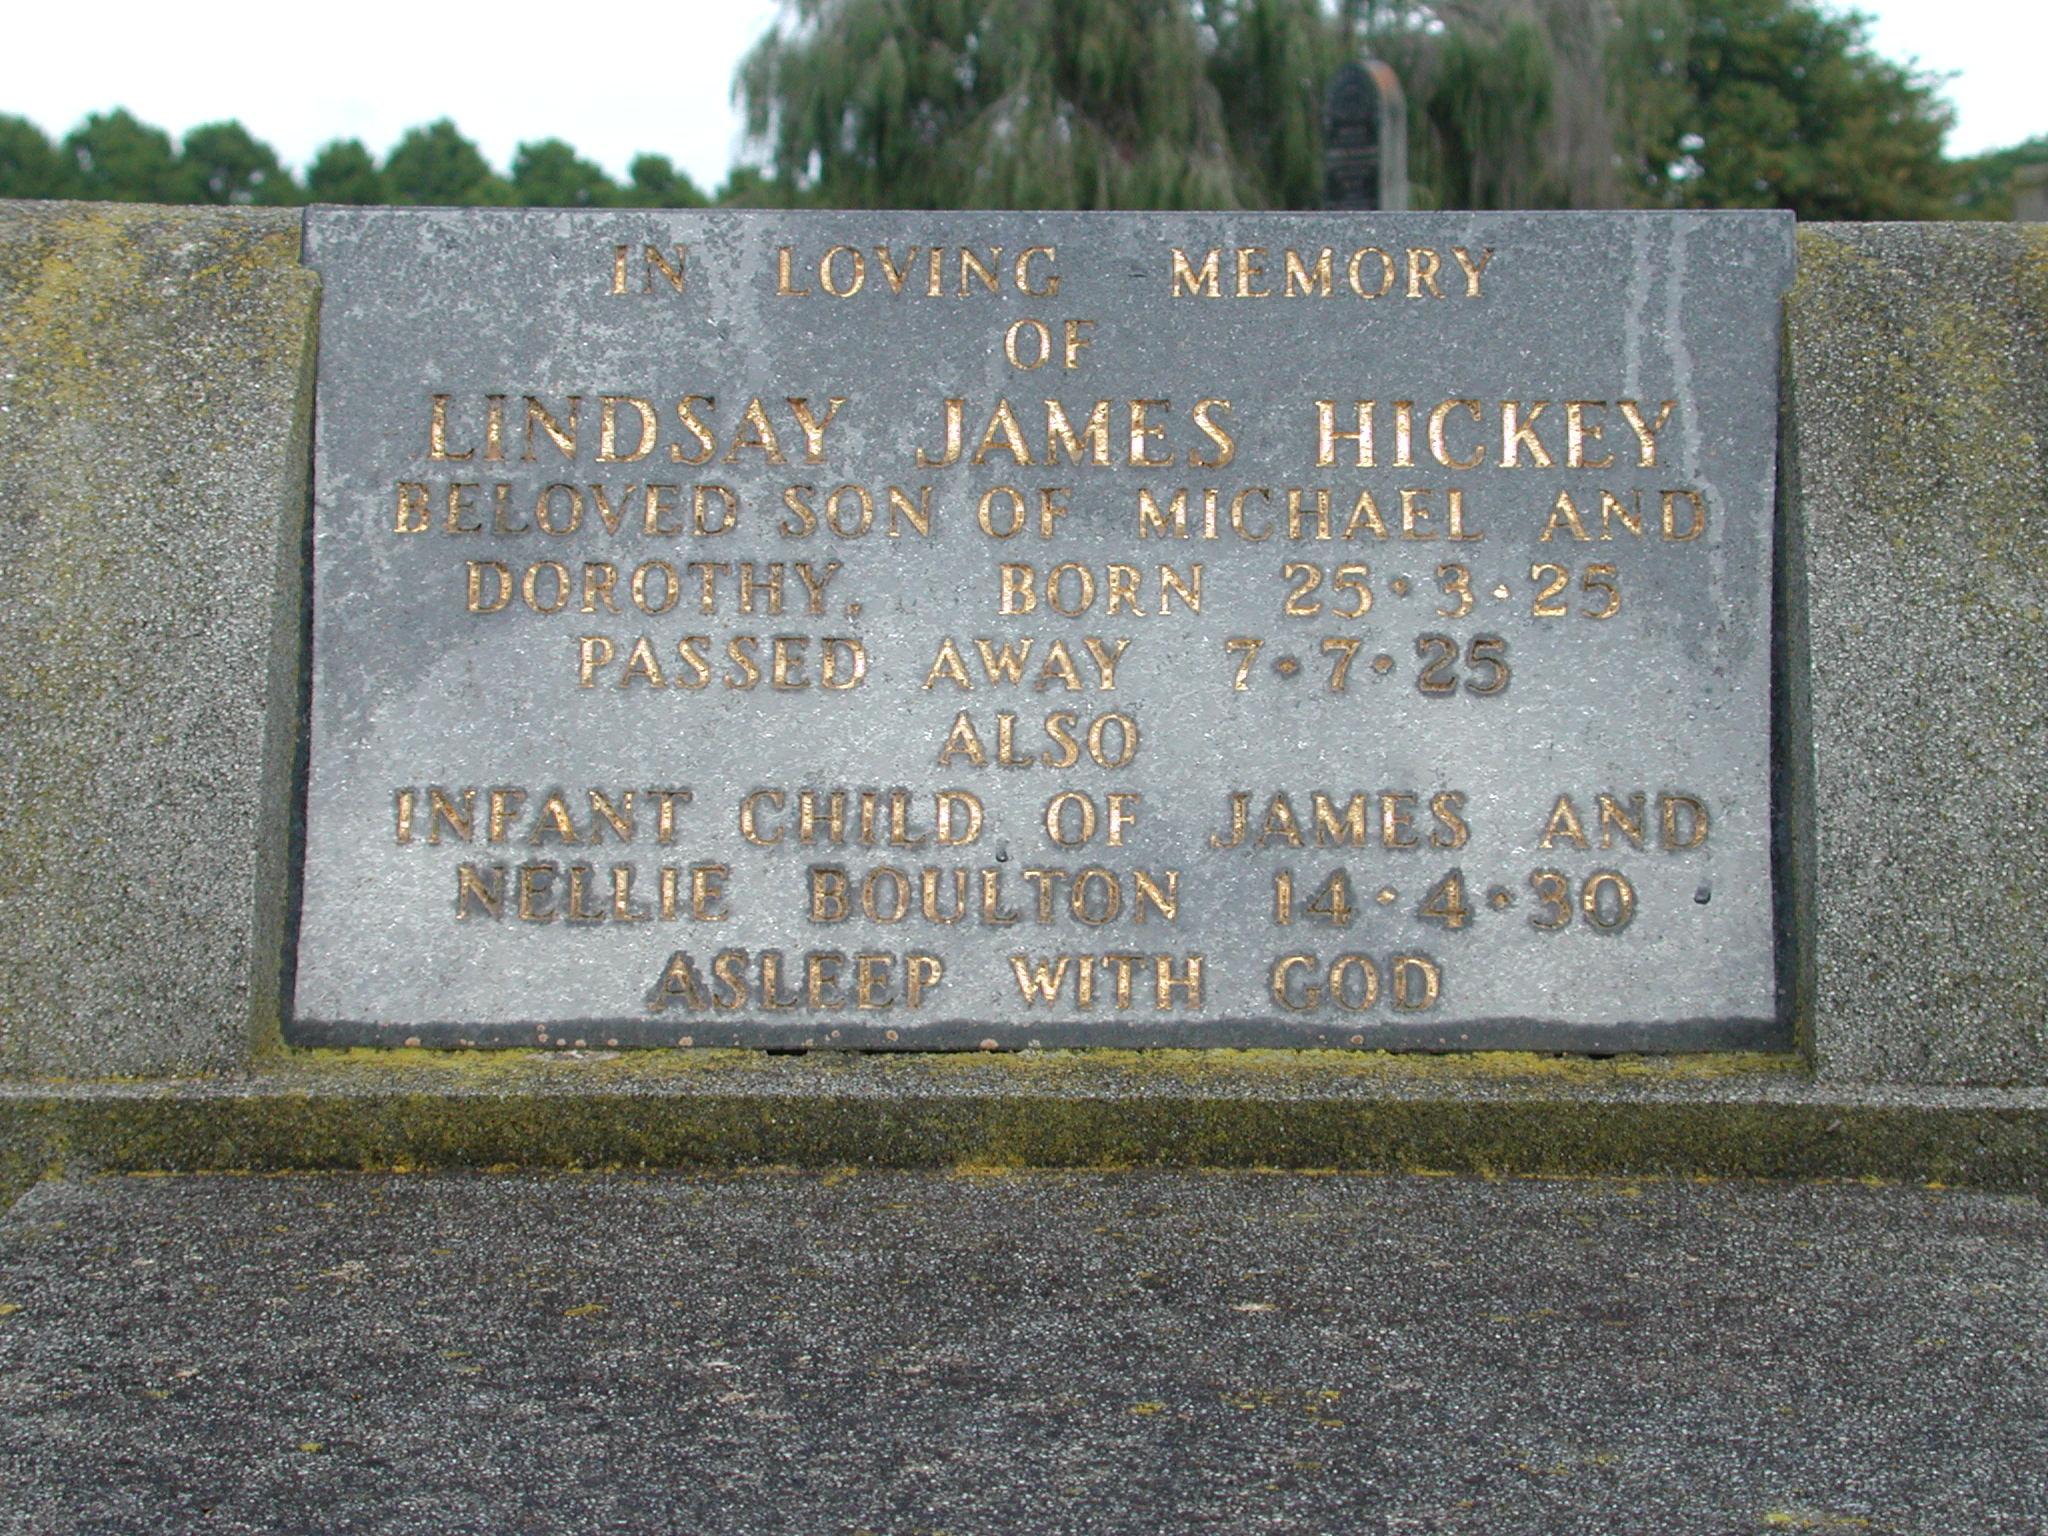 IN LOVING MEMORY
OF
LINDSAY JAMES HICKEY
BELOVED SON OF MICHAEL AND
DOROTHY, BORN 25·3·25
PASSED AWAY 7·7·25
ALSO
INFANT CHILD OF JAMES AND
NELLIE BOULTON 14·4·30
ASLEEP WITH GOD